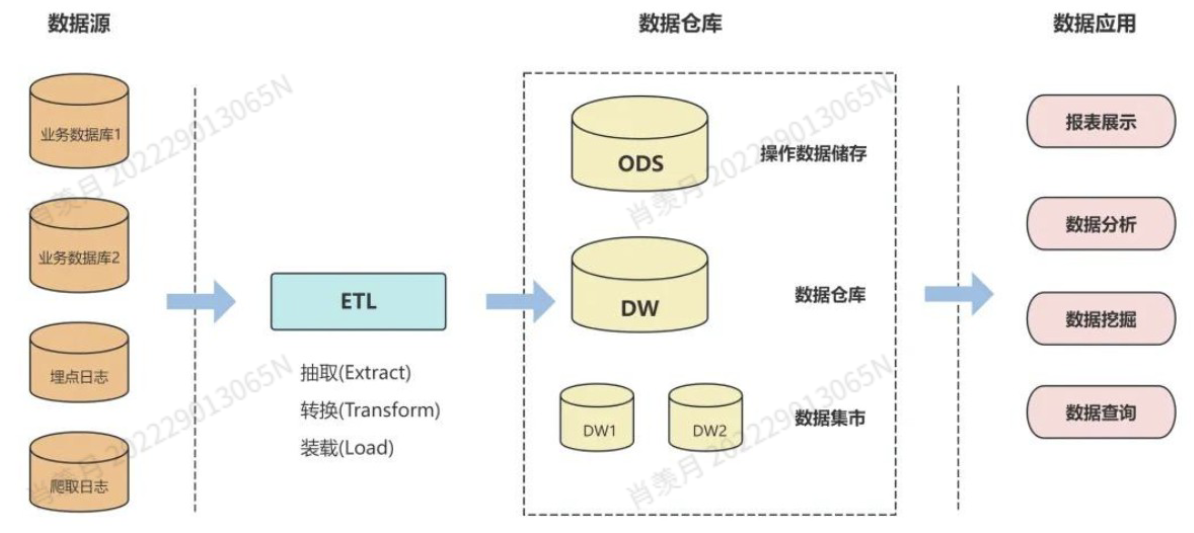 数据源
数据仓库
数据应用
业务数据库1
业务数据库2
埋点日志
爬取日志
ETL
抽取(Extract)
转换(Transform)
装载(Load)
ODS
操作数据储存
DW
数据仓库
DW1
DW2
数据集市
报表展示
数据分析
数据挖掘
数据查询
肖羡月 202229013065N
肖羡月 202229013065N
肖羡月 202229013065N
肖羡月 202229013065N